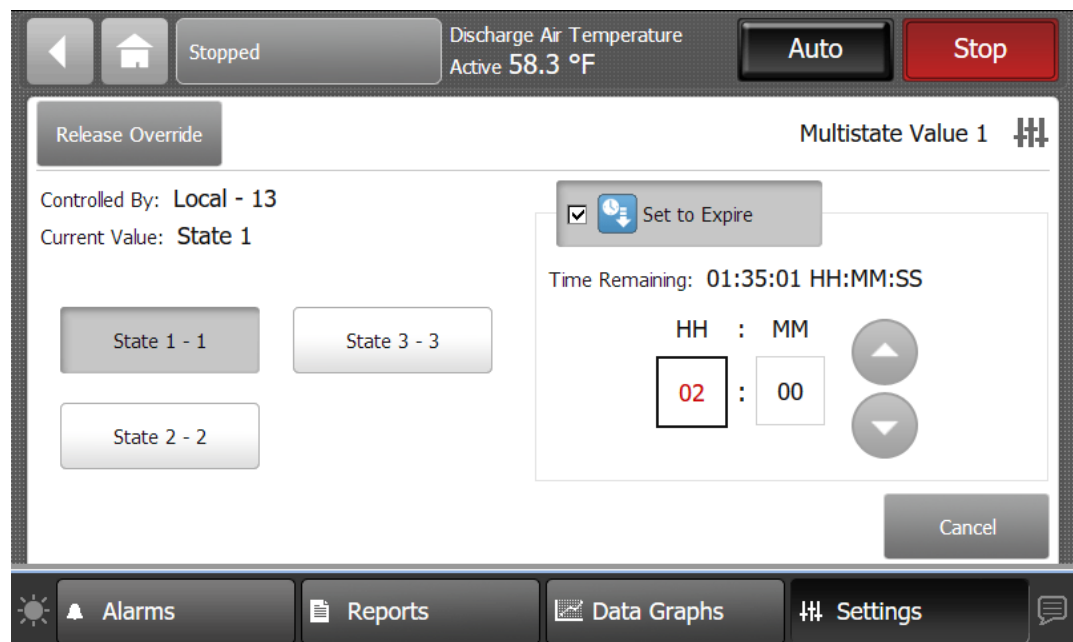 Stopped
Discharge Air Temperature
Active 58.3 °F
Auto
Stop
Release Override
Multistate Value 1
Controlled By: Local - 13
Current Value: State 1
Set to Expire
Time Remaining: 01:35:01 HH:MM:SS
HH : MM
02 : 00
State 1 - 1
State 3 - 3
State 2 - 2
Cancel
Alarms
Reports
Data Graphs
Settings